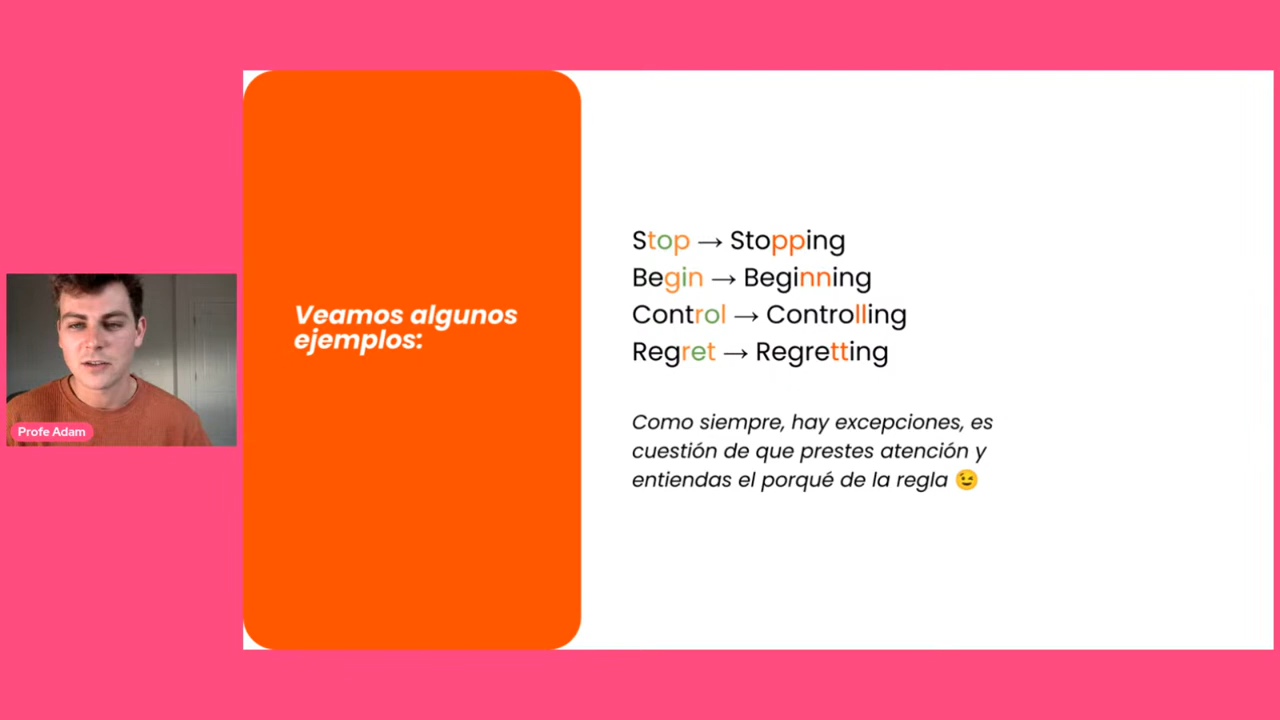 Veamos algunos
ejemplos:
Stop → Stopping
Begin → Beginning
Control → Controlling
Regret → Regretting
Como siempre, hay excepciones, es
cuestión de que prestes atención y
entiendas el porqué de la regla 😉
Profe Adam